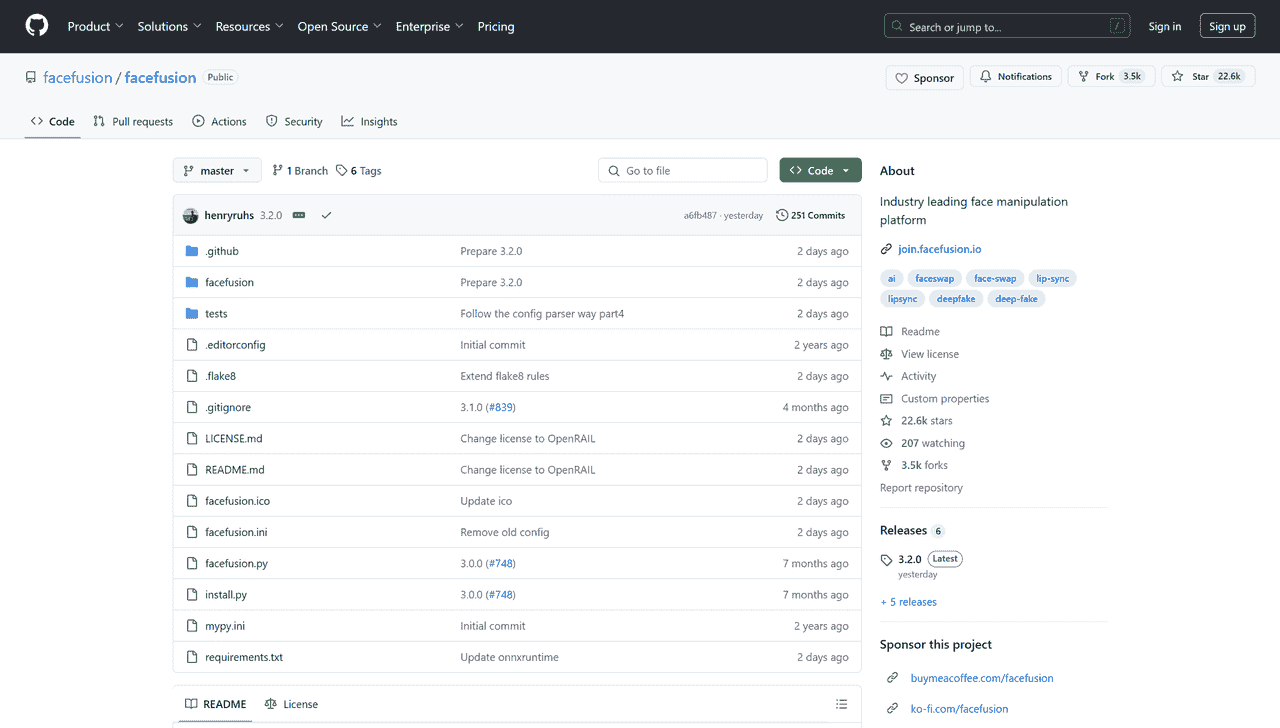 Product Solutions Resources Open Source Enterprise Pricing Search or jump to... / Sign in Sign up
facefusion / facefusion Public Sponsor Notifications Fork 3.5k Star 22.6k
Code Pull requests Actions Security Insights
master 1 Branch 6 Tags Go to file Code
henryruhs 3.2.0 a6fb487 · yesterday 251 Commits
.github Prepare 3.2.0 2 days ago
facefusion Prepare 3.2.0 2 days ago
tests Follow the config parser way part4 2 days ago
.editorconfig Initial commit 2 years ago
.flake8 Extend flake8 rules 2 days ago
.gitignore 3.1.0 (#839) 4 months ago
LICENSE.md Change license to OpenRAIL 2 days ago
README.md Change license to OpenRAIL 2 days ago
facefusion.ico Update ico 2 days ago
facefusion.ini Remove old config 2 days ago
facefusion.py 3.0.0 (#748) 7 months ago
install.py 3.0.0 (#748) 7 months ago
mypy.ini Initial commit 2 years ago
requirements.txt Update onnxruntime 2 days ago
README License
About
Industry leading face manipulation
platform
join.facefusion.io
ai faceswap face-swap lip-sync
lipsync deepfake deep-fake
Readme
View license
Activity
Custom properties
22.6k stars
207 watching
3.5k forks
Report repository
Releases 6
3.2.0 Latest
yesterday
+ 5 releases
Sponsor this project
buymeacoffee.com/facefusion
ko-fi.com/facefusion